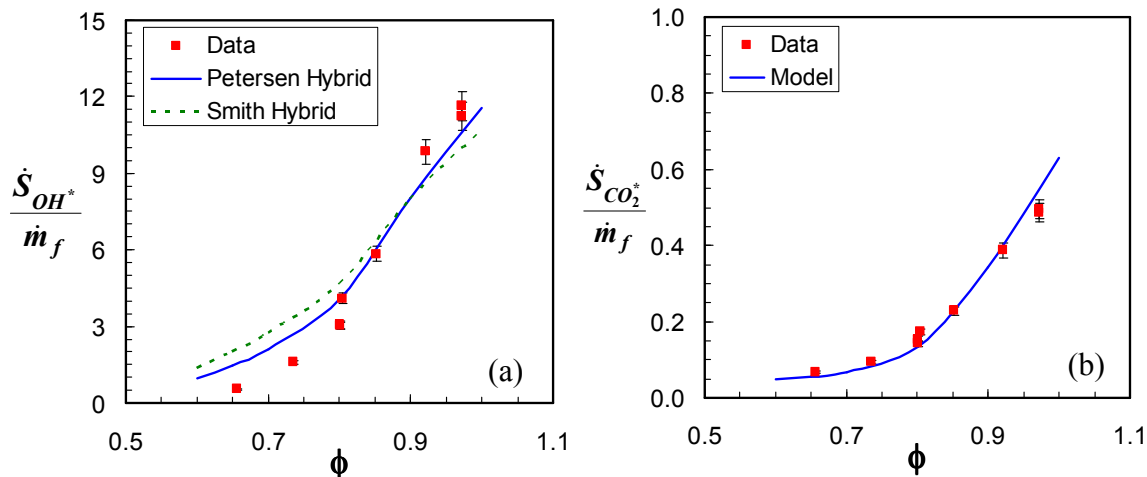 15
12
9
6
3
0
Data
Petersen Hybrid
Smith Hybrid
Ṡ_OH*
ṁ_f
(a)
0.5 0.7 0.9 1.1
ϕ
1.0
0.8
0.6
0.4
0.2
0.0
Data
Model
Ṡ_CO₂*
ṁ_f
(b)
0.5 0.7 0.9 1.1
ϕ